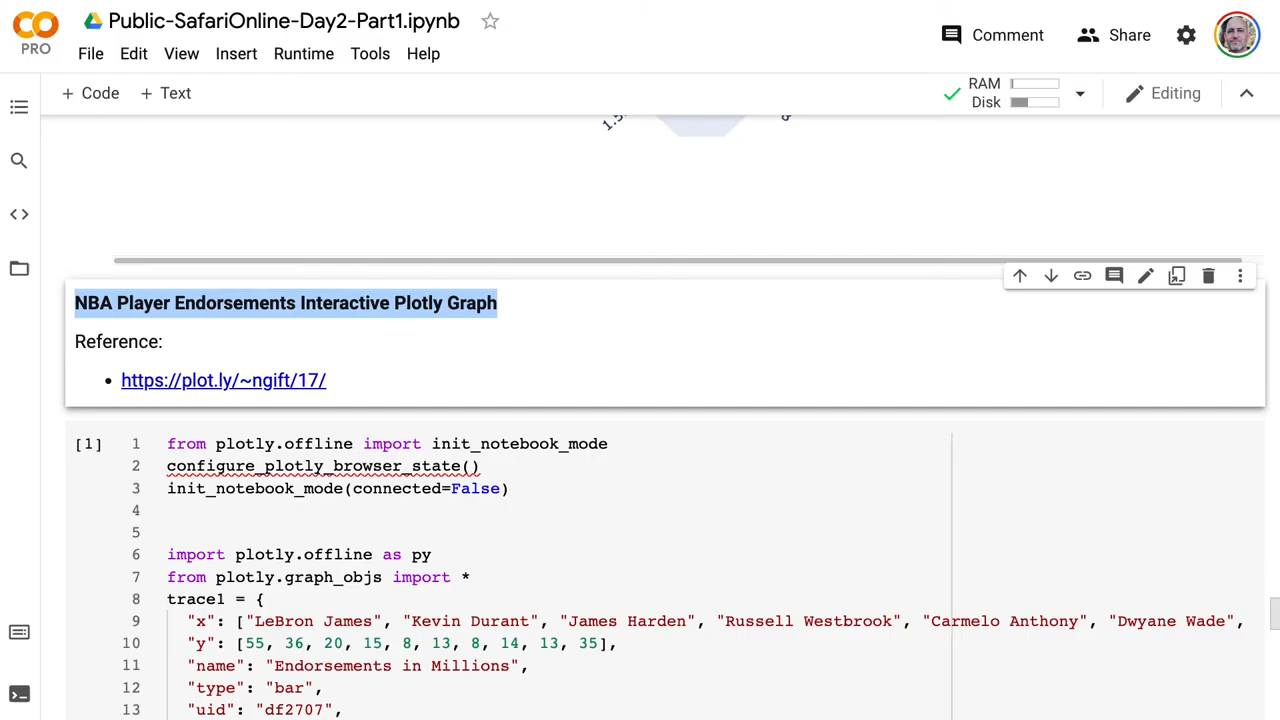 Public-SafariOnline-Day2-Part1.ipynb
PRO
File Edit View Insert Runtime Tools Help
Comment Share
+ Code + Text
RAM
Disk
Editing
NBA Player Endorsements Interactive Plotly Graph
Reference:
• https://plot.ly/~ngift/17/
[1] 1 from plotly.offline import init_notebook_mode
2 configure_plotly_browser_state()
3 init_notebook_mode(connected=False)
4
5
6 import plotly.offline as py
7 from plotly.graph_objs import *
8 trace1 = {
9 "x": ["LeBron James", "Kevin Durant", "James Harden", "Russell Westbrook", "Carmelo Anthony", "Dwyane Wade",
10 "y": [55, 36, 20, 15, 8, 13, 8, 14, 13, 35],
11 "name": "Endorsements in Millions",
12 "type": "bar",
13 "uid": "df2707",